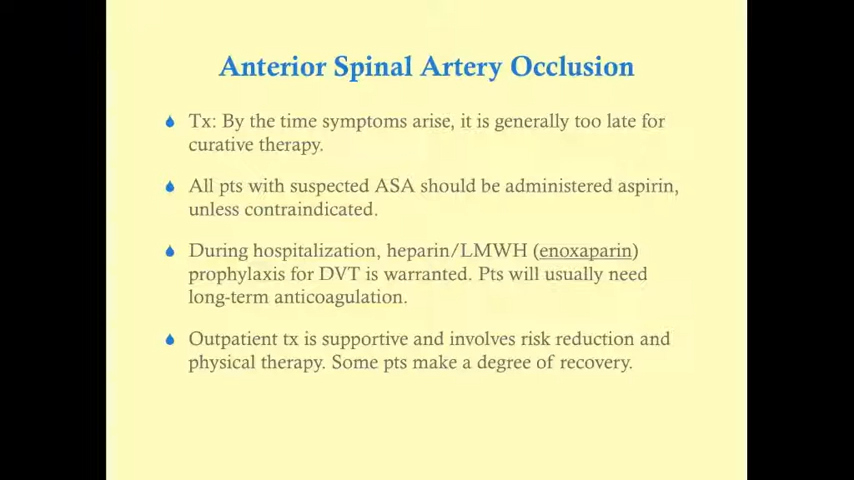 Anterior Spinal Artery Occlusion
Tx: By the time symptoms arise, it is generally too late for
curative therapy.
All pts with suspected ASA should be administered aspirin,
unless contraindicated.
During hospitalization, heparin/LMWH (enoxaparin)
prophylaxis for DVT is warranted. Pts will usually need
long-term anticoagulation.
Outpatient tx is supportive and involves risk reduction and
physical therapy. Some pts make a degree of recovery.